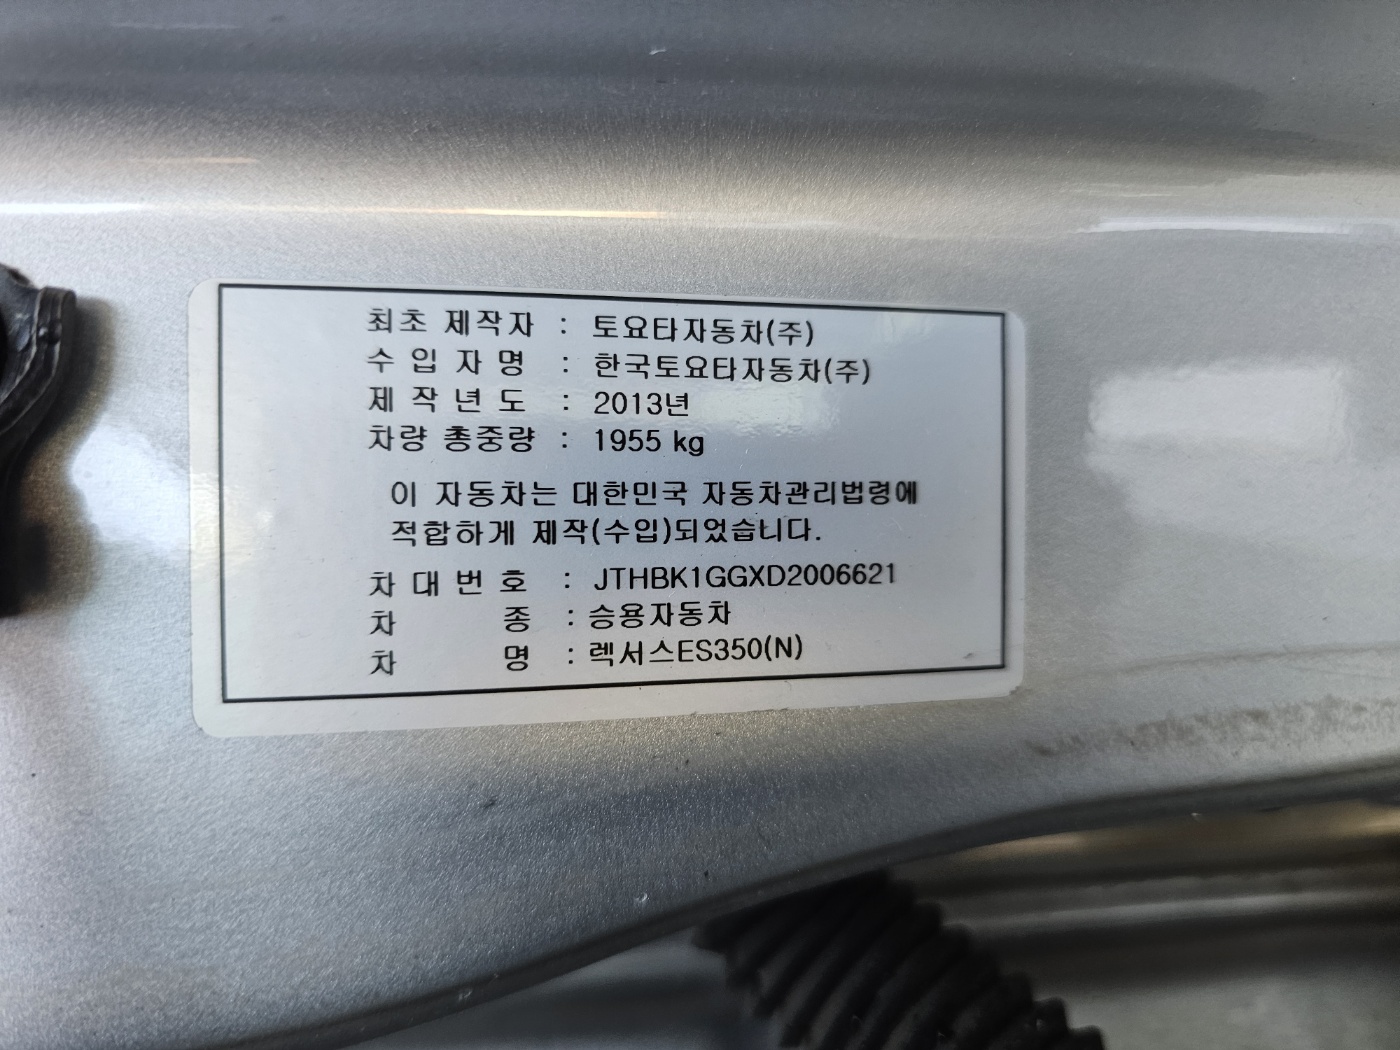 최초 제작자 : 토요타자동차(주)
수 입 자 명 : 한국토요타자동차(주)
제 작 년 도 : 2013년
차량 총중량 : 1955 kg
이 자동차는 대한민국 자동차관리법령에
적합하게 제작(수입)되었습니다.
차 대 번 호 : JTHBK1GGXD2006621
차 종 : 승용자동차
차 명 : 렉서스ES350(N)